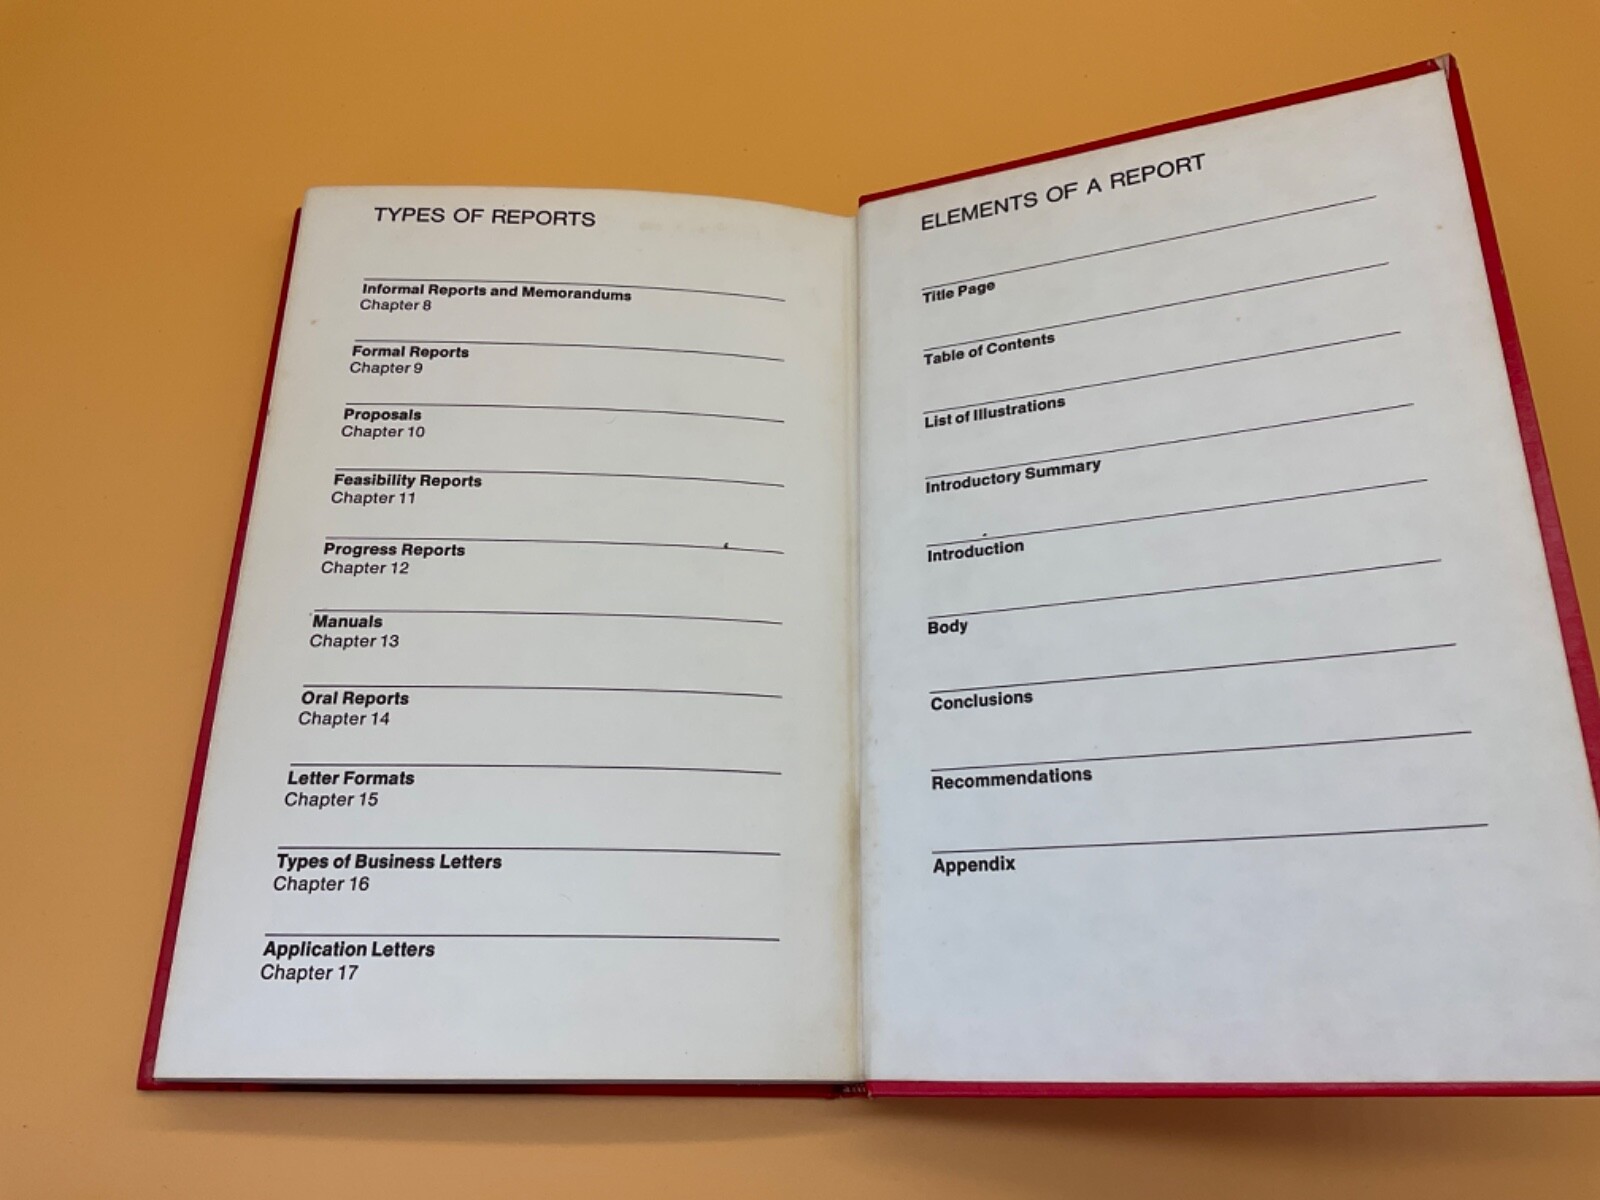 TYPES OF REPORTS
Informal Reports and Memorandums
Chapter 8
Formal Reports
Chapter 9
Proposals
Chapter 10
Feasibility Reports
Chapter 11
Progress Reports
Chapter 12
Manuals
Chapter 13
Oral Reports
Chapter 14
Letter Formats
Chapter 15
Types of Business Letters
Chapter 16
Application Letters
Chapter 17
ELEMENTS OF A REPORT
Title Page
Table of Contents
List of Illustrations
Introductory Summary
Introduction
Body
Conclusions
Recommendations
Appendix